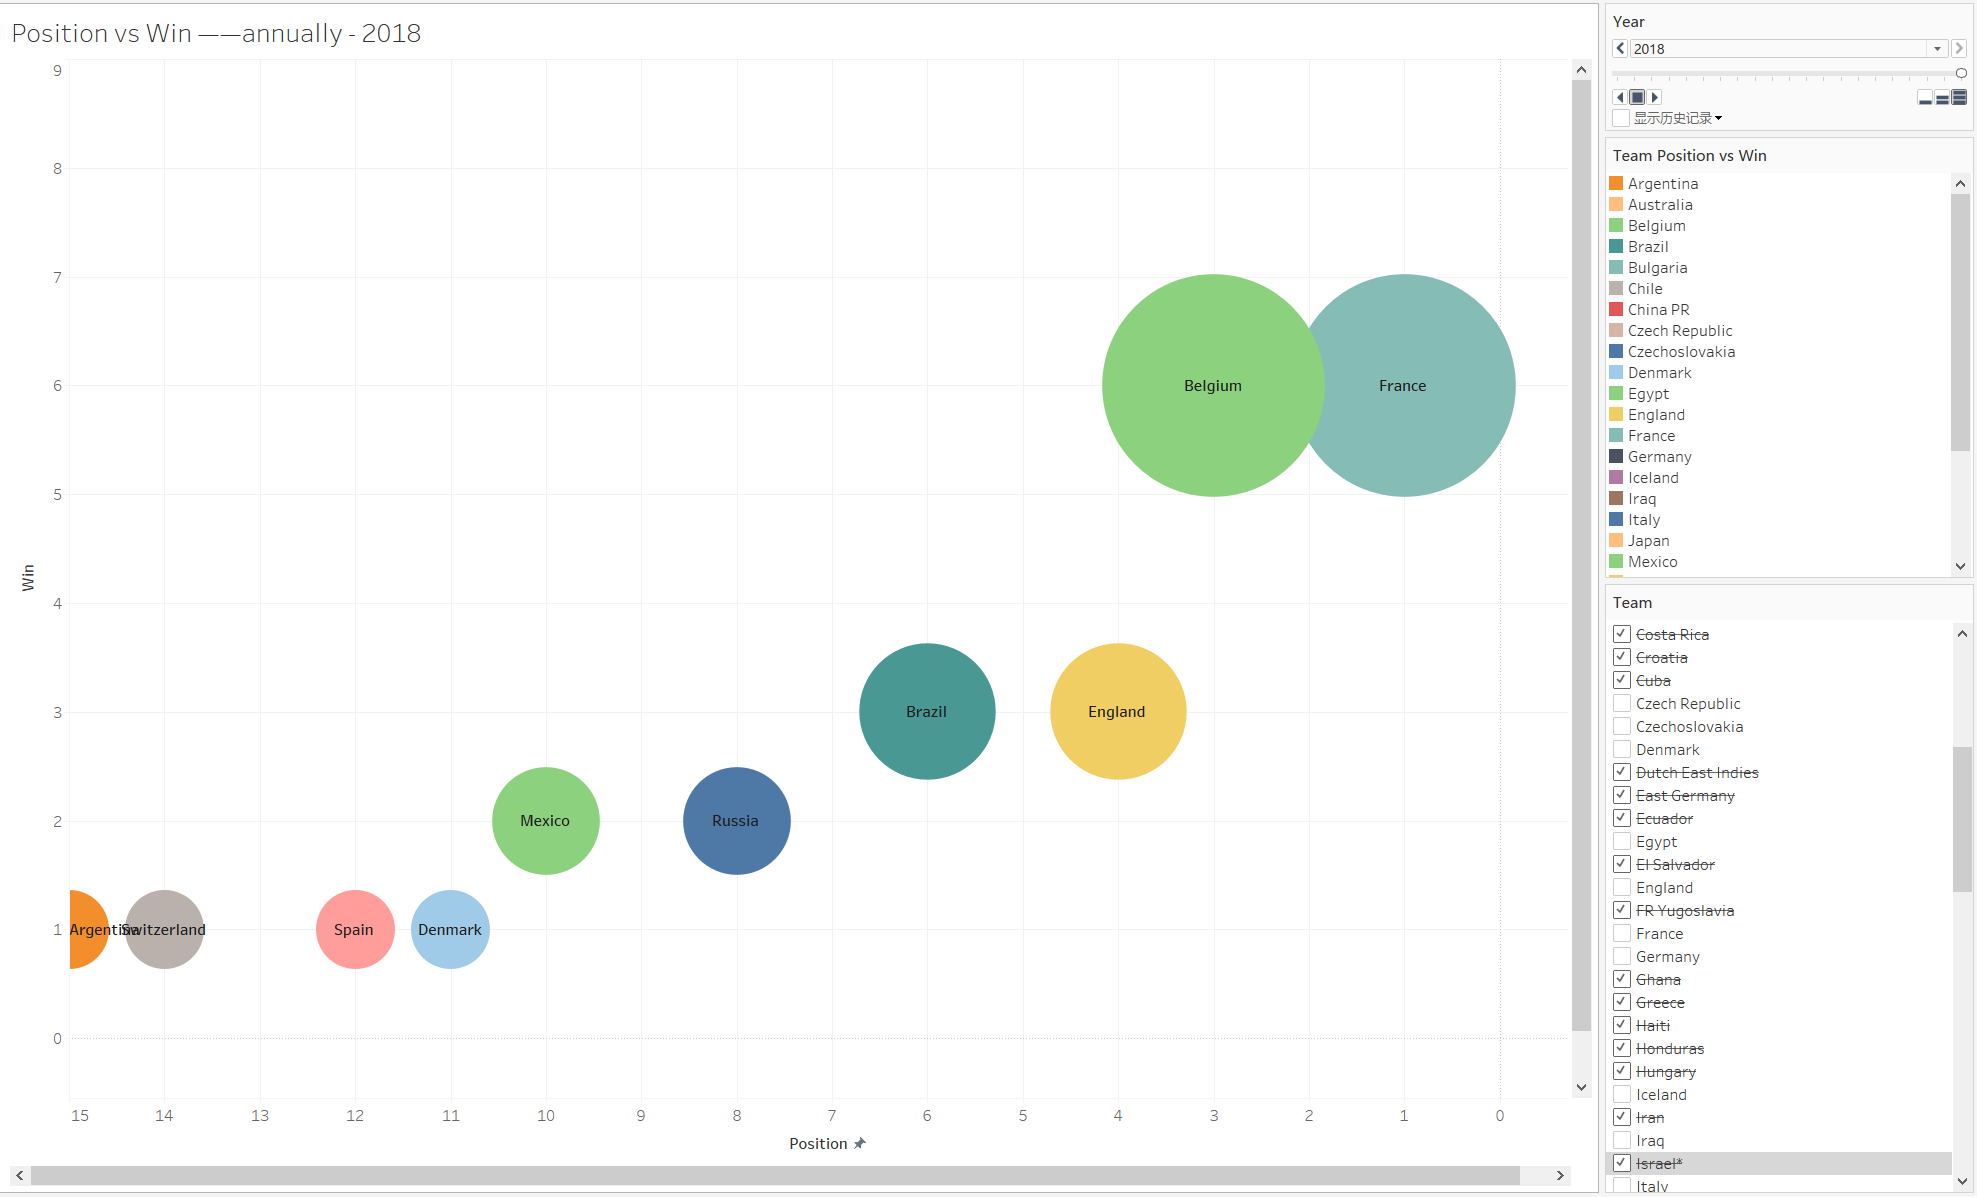 Position vs Win ——annually - 2018
9
8
7
6
5
4
3
2
1
0
Win
Belgium
France
Brazil
England
Mexico
Russia
Argentina
Switzerland
Spain
Denmark
15 14 13 12 11 10 9 8 7 6 5 4 3 2 1 0
Position
Year
2018
显示历史记录
Team Position vs Win
Argentina
Australia
Belgium
Brazil
Bulgaria
Chile
China PR
Czech Republic
Czechoslovakia
Denmark
Egypt
England
France
Germany
Iceland
Iraq
Italy
Japan
Mexico
Team
Costa Rica
Croatia
Cuba
Czech Republic
Czechoslovakia
Denmark
Dutch East Indies
East Germany
Ecuador
Egypt
El Salvador
England
FR Yugoslavia
France
Germany
Ghana
Greece
Haiti
Honduras
Hungary
Iceland
Iran
Iraq
Israel*
Italy